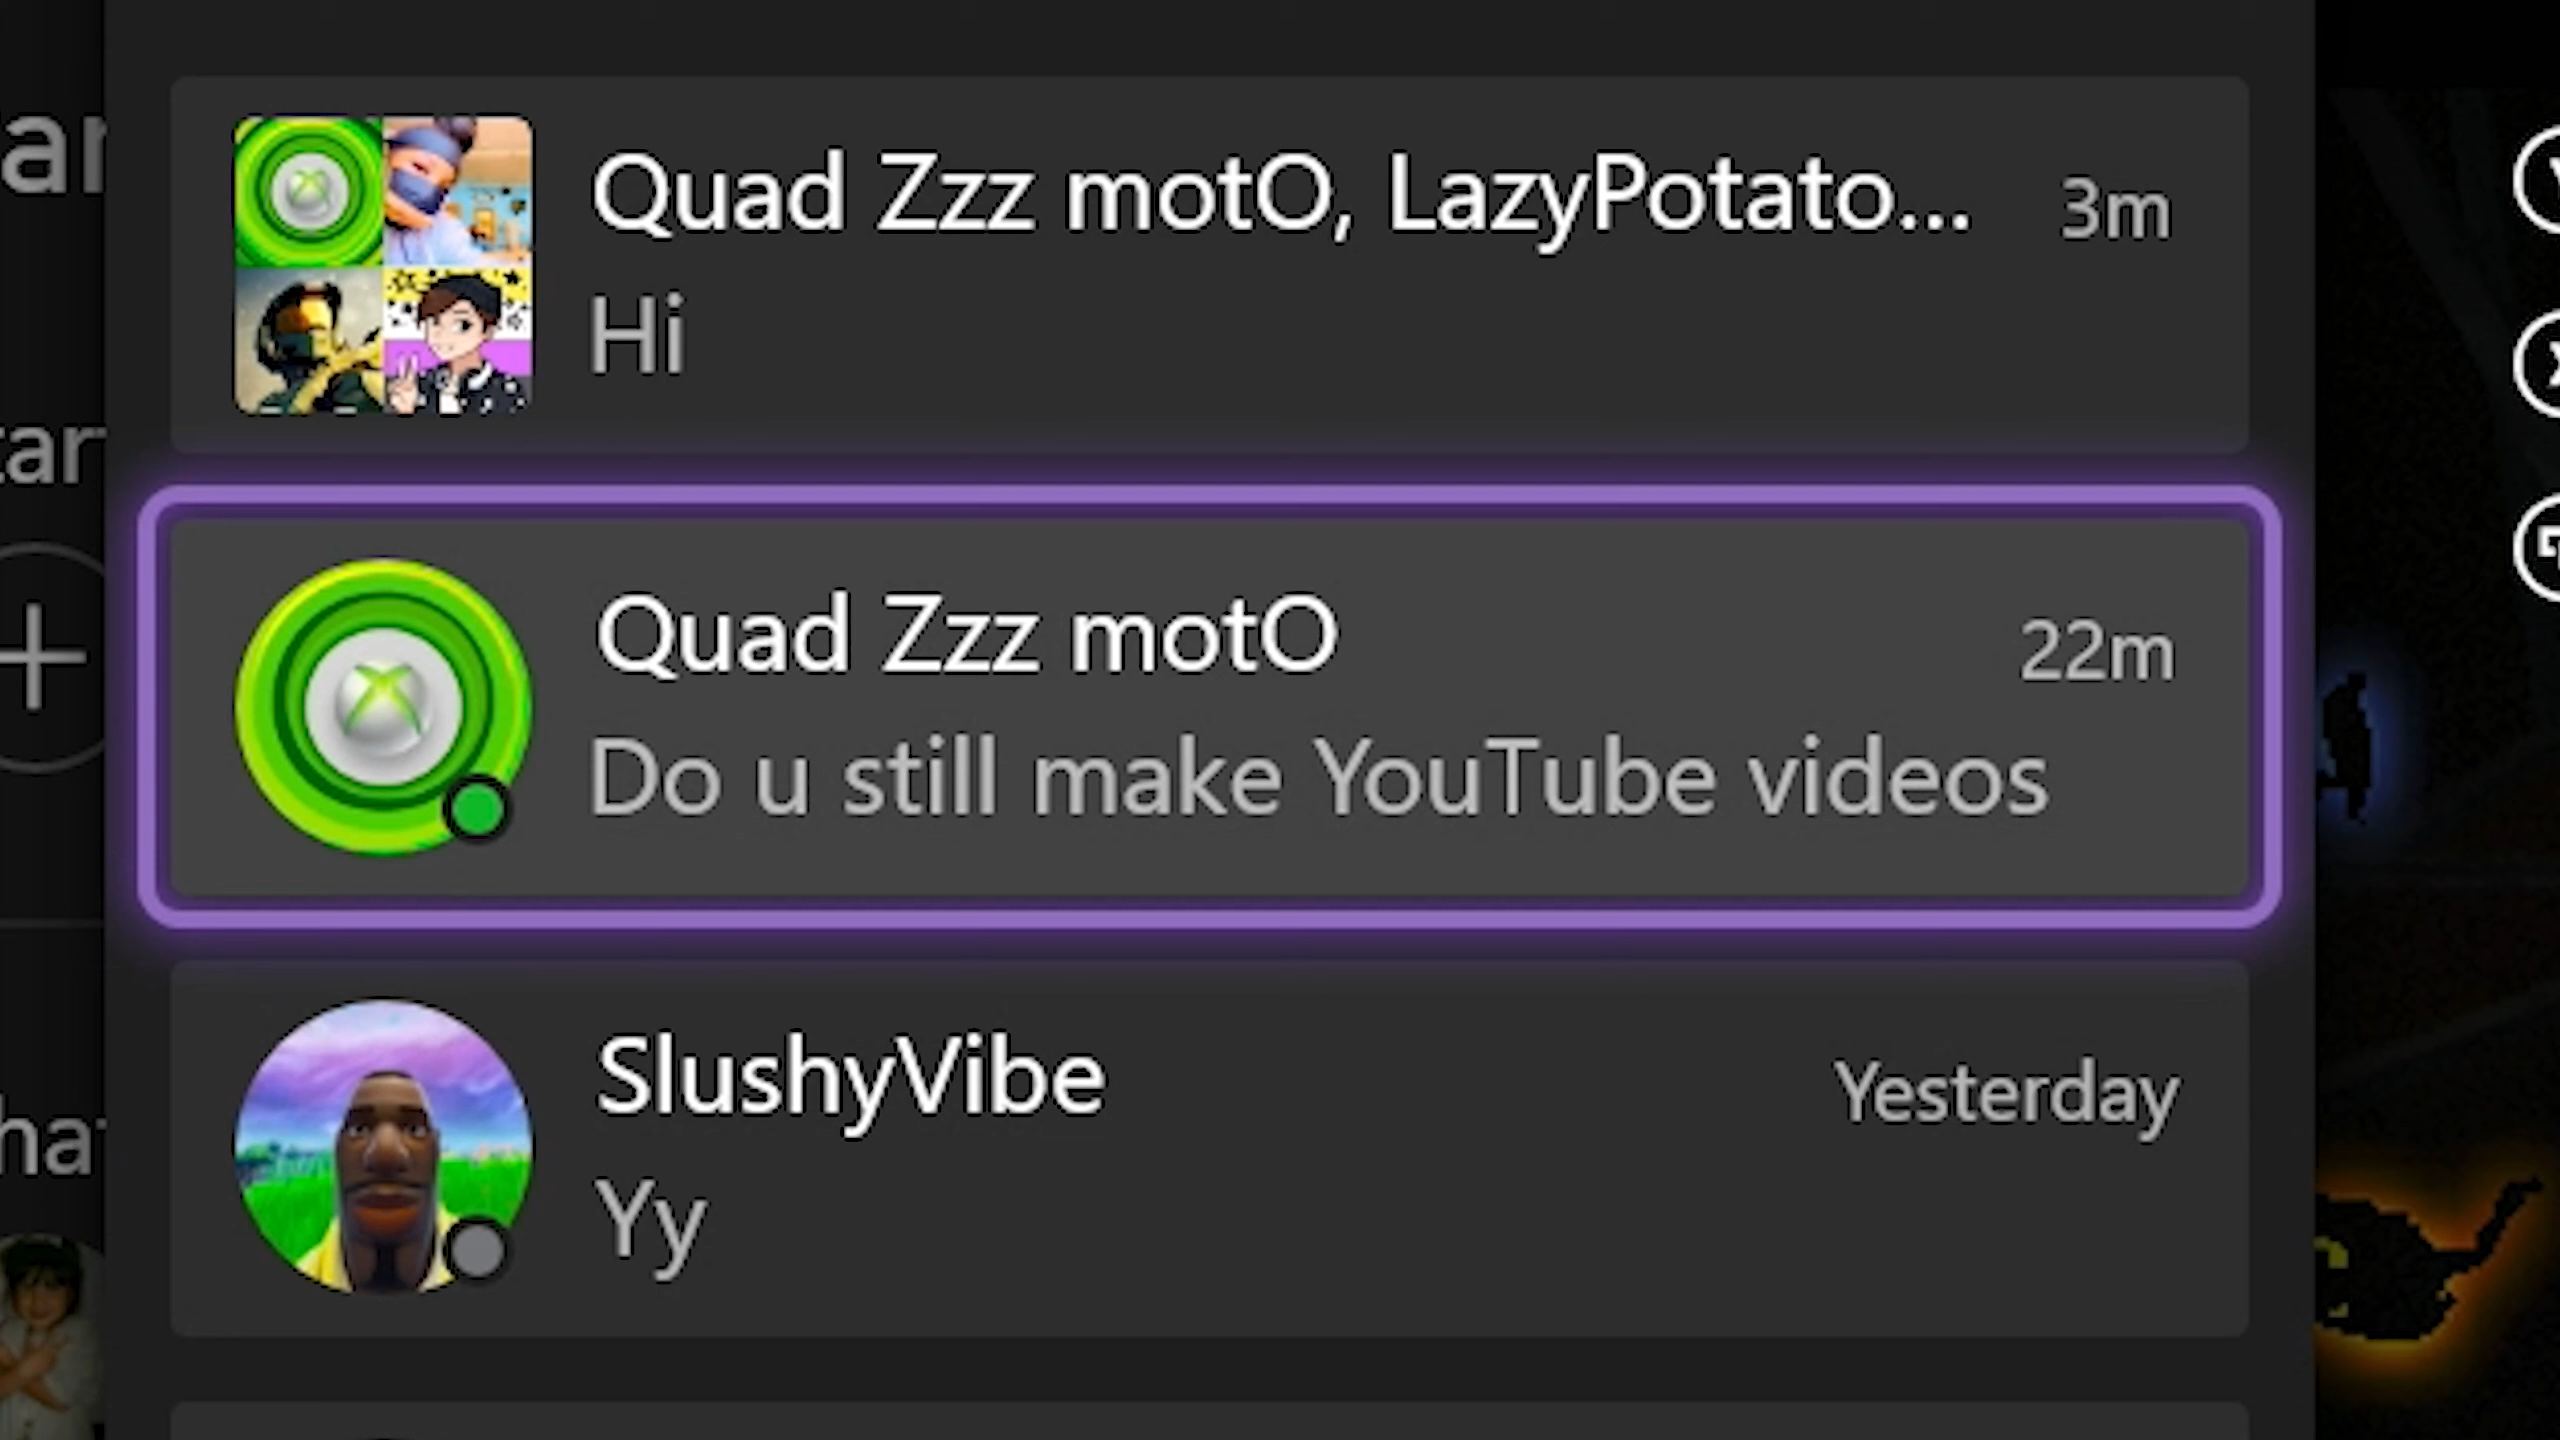 Quad Zzz motO, LazyPotato...
3m
Hi
Quad Zzz motO
22m
Do u still make YouTube videos
SlushyVibe
Yesterday
Yy